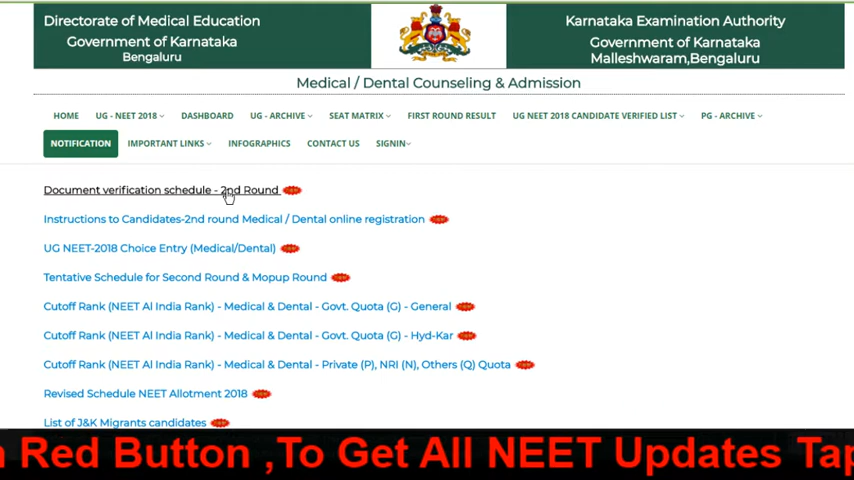 Directorate of Medical Education
Government of Karnataka
Bengaluru
Karnataka Examination Authority
Government of Karnataka
Malleshwaram,Bengaluru
Medical / Dental Counseling & Admission
HOME UG - NEET 2018 DASHBOARD UG - ARCHIVE SEAT MATRIX FIRST ROUND RESULT UG NEET 2018 CANDIDATE VERIFIED LIST PG - ARCHIVE
NOTIFICATION IMPORTANT LINKS INFOGRAPHICS CONTACT US SIGNIN
Document verification schedule - 2nd Round
Instructions to Candidates-2nd round Medical / Dental online registration
UG NEET-2018 Choice Entry (Medical/Dental)
Tentative Schedule for Second Round & Mopup Round
Cutoff Rank (NEET Al India Rank) - Medical & Dental - Govt. Quota (G) - General
Cutoff Rank (NEET Al India Rank) - Medical & Dental - Govt. Quota (G) - Hyd-Kar
Cutoff Rank (NEET Al India Rank) - Medical & Dental - Private (P), NRI (N), Others (Q) Quota
Revised Schedule NEET Allotment 2018
List of J&K Migrants candidates
n Red Button ,To Get All NEET Updates Tap